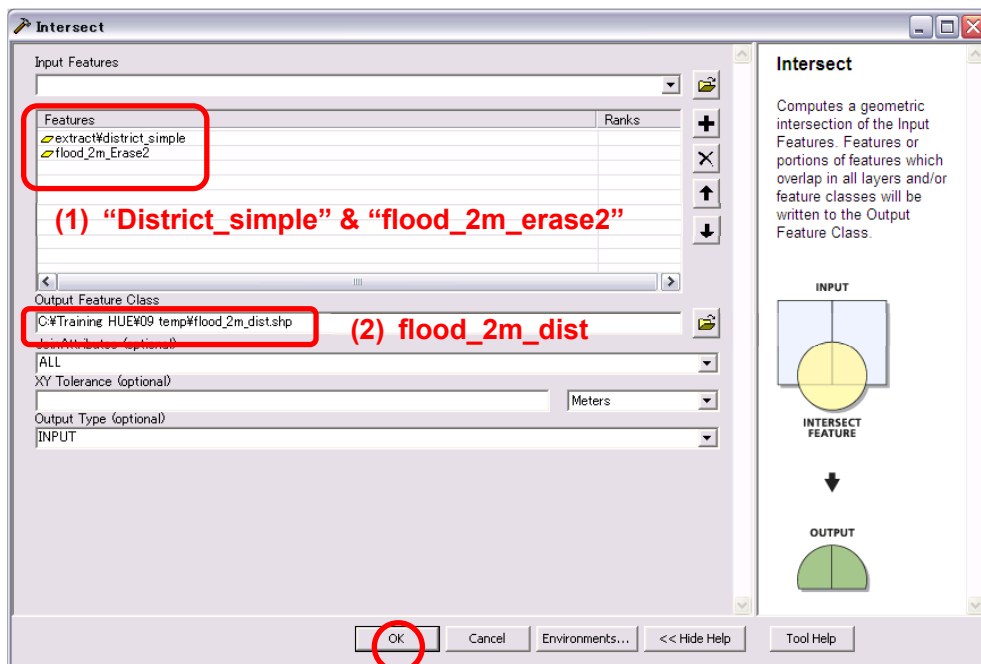 Intersect
Input Features
Features Ranks
extract¥district_simple
flood_2m_Erase2
(1) “District_simple” & “flood_2m_erase2”
Output Feature Class
C:¥Training HUE¥09 temp¥flood_2m_dist.shp
(2) flood_2m_dist
JoinAttributes (optional)
ALL
XY Tolerance (optional)
Meters
Output Type (optional)
INPUT
OK Cancel Environments... << Hide Help Tool Help
Intersect
Computes a geometric
intersection of the Input
Features. Features or
portions of features which
overlap in all layers and/or
feature classes will be
written to the Output
Feature Class.
INPUT
INTERSECT
FEATURE
OUTPUT